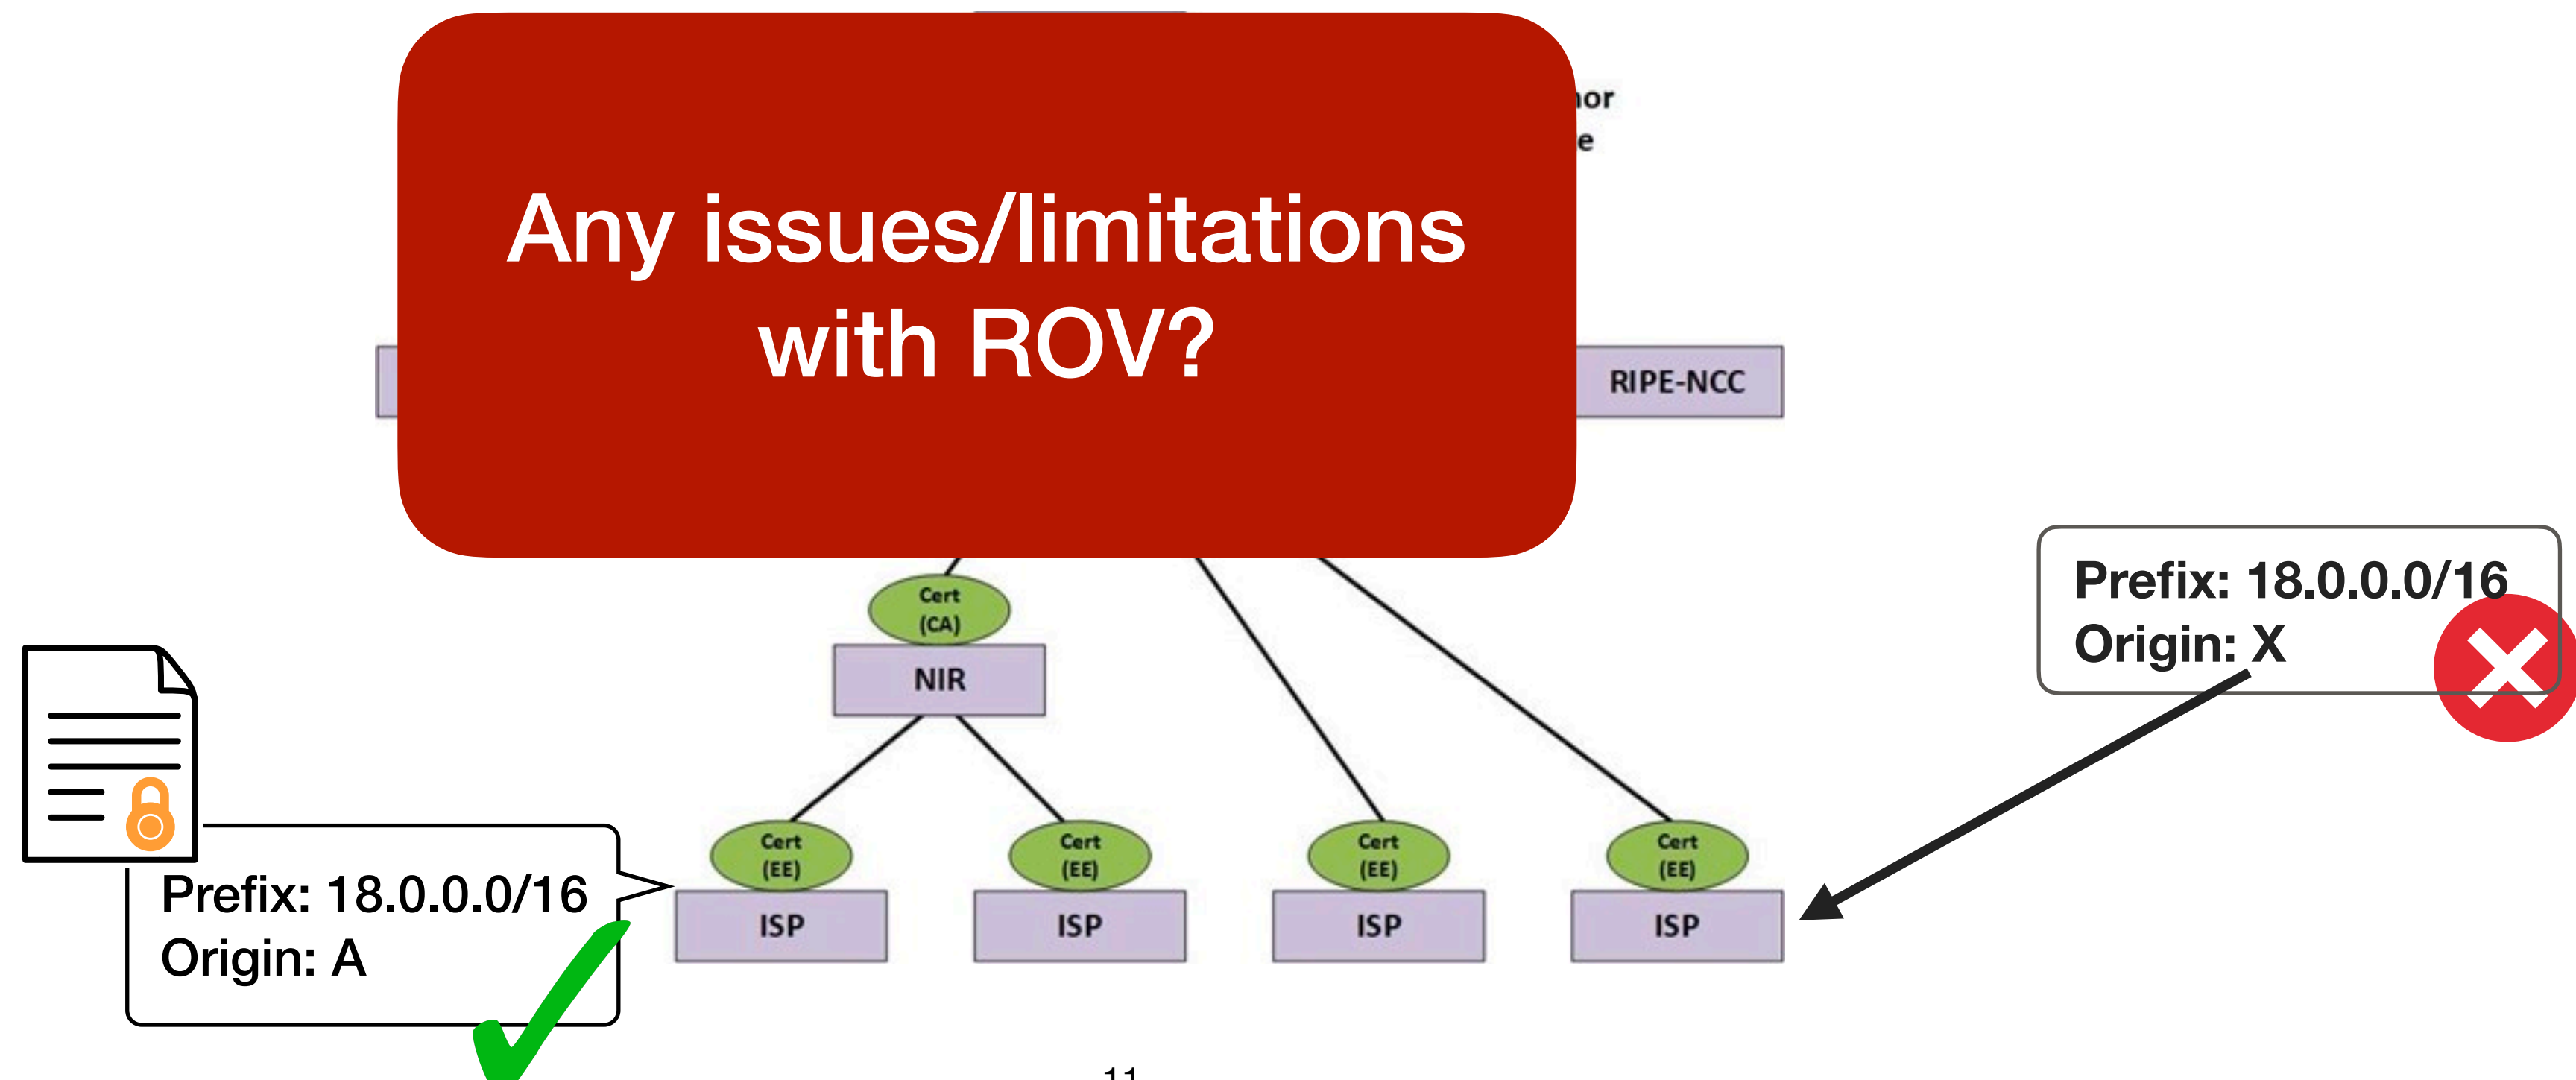 Any issues/limitations
with ROV?
RIPE-NCC
Cert
(CA)
NIR
Prefix: 18.0.0.0/16
Origin: X
Prefix: 18.0.0.0/16
Origin: A
Cert
(EE)
ISP
Cert
(EE)
ISP
Cert
(EE)
ISP
Cert
(EE)
ISP
11